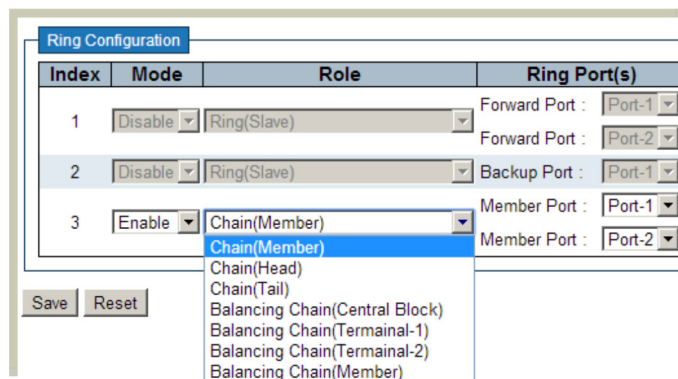 Ring Configuration
Index Mode Role Ring Port(s)
1 Disable Ring(Slave) Forward Port : Port-1
Forward Port : Port-2
2 Disable Ring(Slave) Backup Port : Port-1
3 Enable Chain(Member) Member Port : Port-1
Member Port : Port-2
Chain(Member)
Chain(Head)
Chain(Tail)
Balancing Chain(Central Block)
Balancing Chain(Termainal-1)
Balancing Chain(Termainal-2)
Balancing Chain(Member)
Save Reset